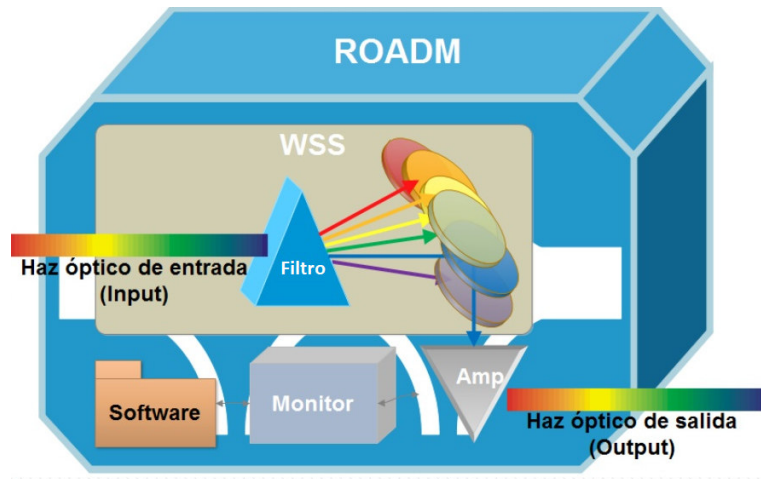 ROADM
WSS
Haz óptico de entrada
(Input)
Filtro
Software
Monitor
Amp
Haz óptico de salida
(Output)